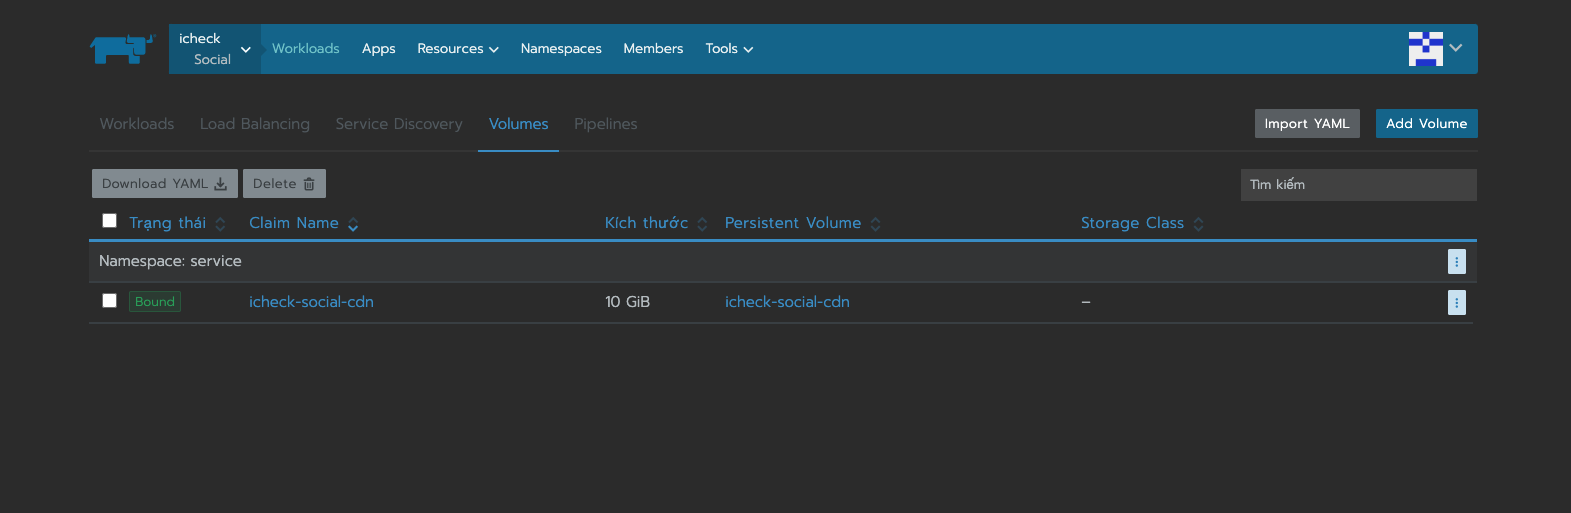 icheck
Social
Workloads Apps Resources Namespaces Members Tools
Workloads Load Balancing Service Discovery Volumes Pipelines Import YAML Add Volume
Download YAML Delete Tìm kiếm
Trạng thái Claim Name Kích thước Persistent Volume Storage Class
Namespace: service
Bound icheck-social-cdn 10 GiB icheck-social-cdn –